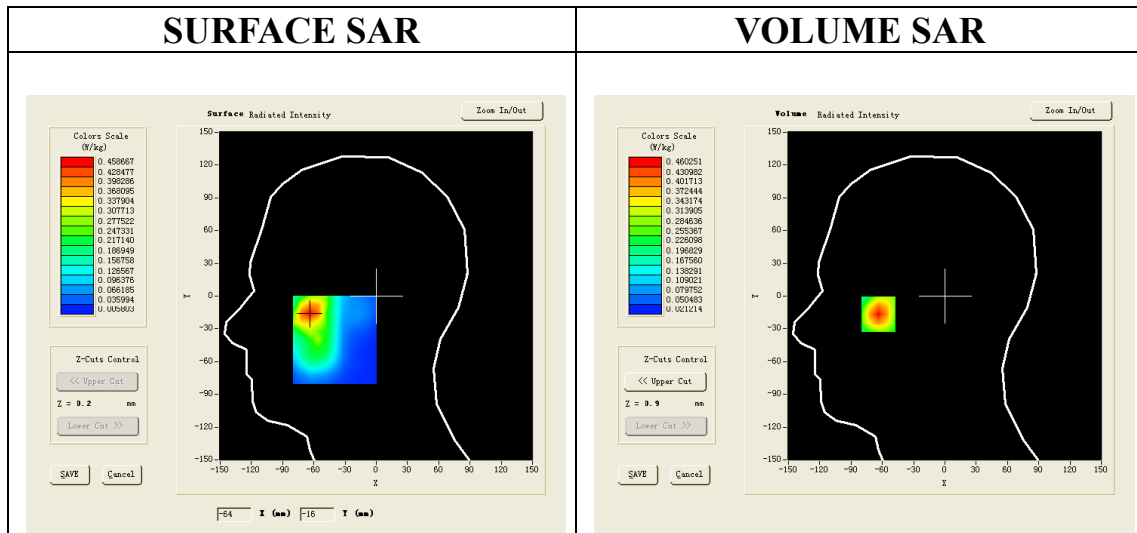 SURFACE SAR
VOLUME SAR
Surface Radiated Intensity
Zoom In/Out
Colors Scale
(W/kg)
0.458667
0.428477
0.398286
0.368095
0.337904
0.307713
0.277522
0.247331
0.217140
0.186949
0.156758
0.126567
0.096376
0.066185
0.035994
0.005803
Z-Cuts Control
<< Upper Cut
Z = 0.2 mm
Lower Cut >>
SAVE Cancel
150
120
90
60
30
0
-30
-60
-90
-120
-150
Y
-150 -120 -90 -60 -30 0 30 60 90 120 150
X
-64 X (mm) -16 Y (mm)
Volume Radiated Intensity
Zoom In/Out
Colors Scale
(W/kg)
0.460251
0.430982
0.401713
0.372444
0.343174
0.313905
0.284636
0.255367
0.226098
0.196829
0.167560
0.138291
0.109021
0.079752
0.050483
0.021214
Z-Cuts Control
<< Upper Cut
Z = 0.9 mm
Lower Cut >>
SAVE Cancel
150
120
90
60
30
0
-30
-60
-90
-120
-150
Y
-150 -120 -90 -60 -30 0 30 60 90 120 150
X